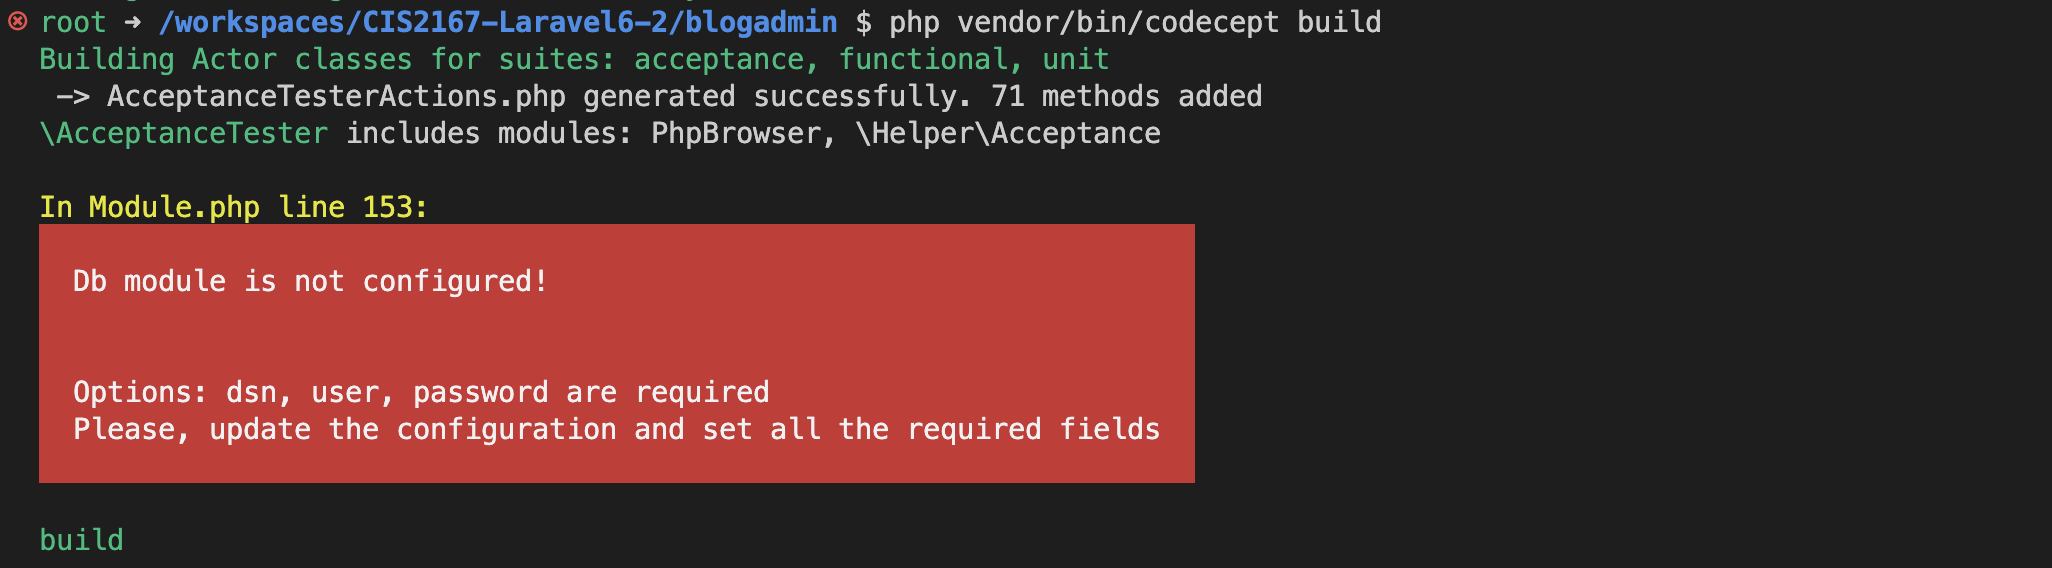 root ➜ /workspaces/CIS2167-Laravel6-2/blogadmin $ php vendor/bin/codecept build
Building Actor classes for suites: acceptance, functional, unit
 -> AcceptanceTesterActions.php generated successfully. 71 methods added
\AcceptanceTester includes modules: PhpBrowser, \Helper\Acceptance
In Module.php line 153:
Db module is not configured!
Options: dsn, user, password are required
Please, update the configuration and set all the required fields
build